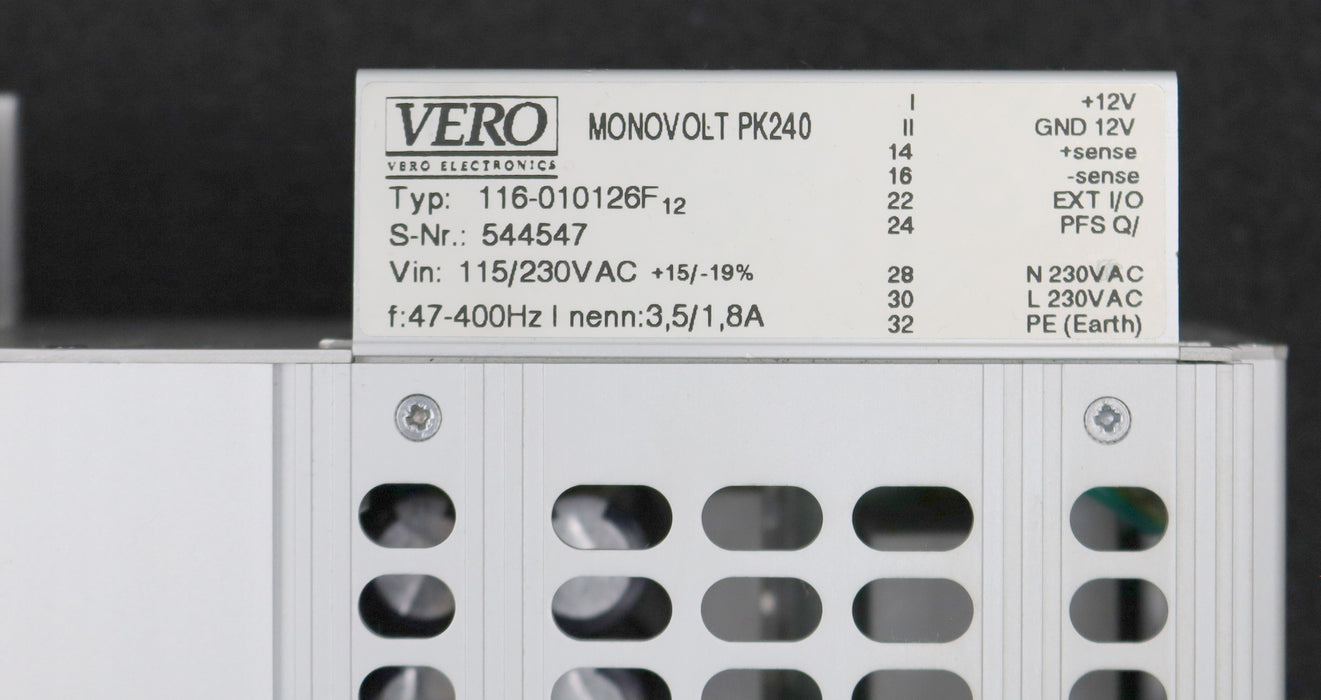 VERO
VERO ELECTRONICS
MONOVOLT PK240
Typ: 116-010126F12
S-Nr.: 544547
Vin: 115/230VAC +15/-19%
f:47-400Hz I nenn:3,5/1,8A
I +12V
II GND 12V
14 +sense
16 -sense
22 EXT I/O
24 PFS Q/
28 N 230VAC
30 L 230VAC
32 PE (Earth)